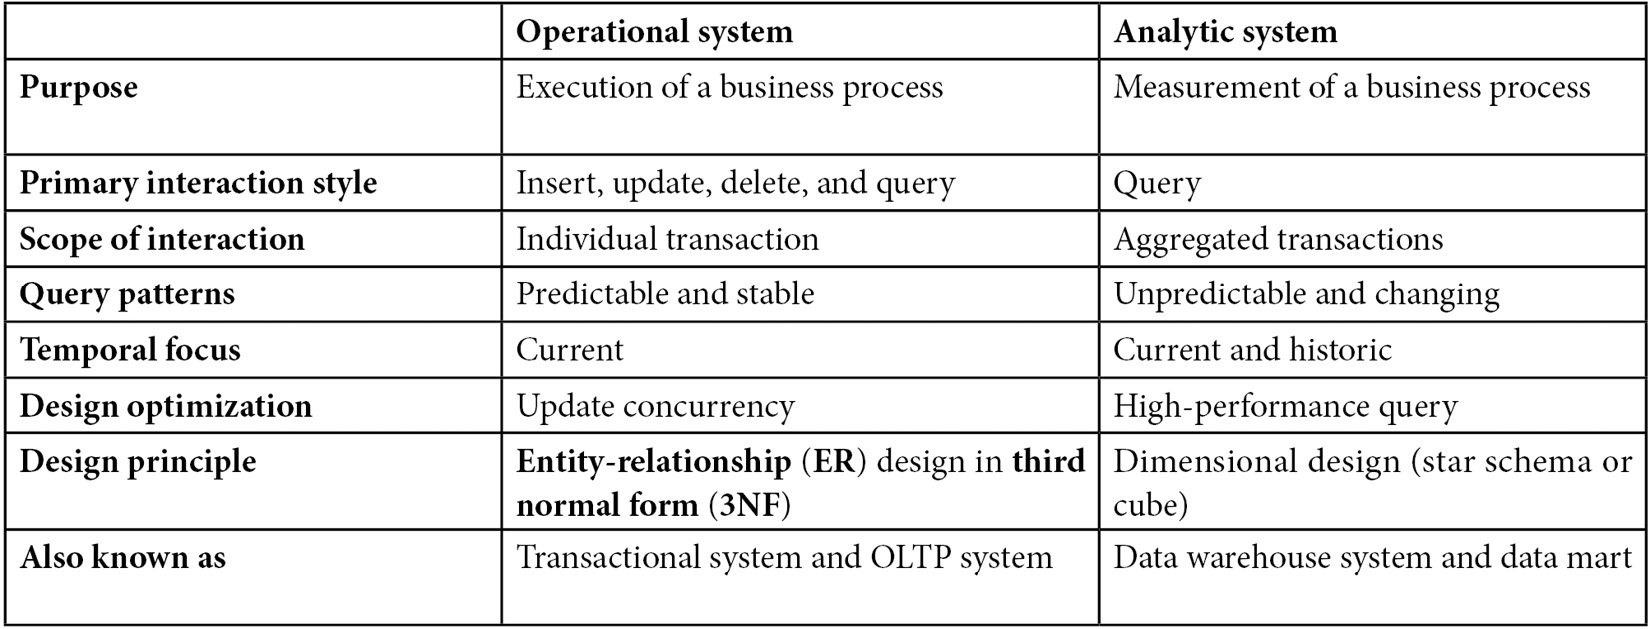 Operational system Analytic system
Purpose Execution of a business process Measurement of a business process
Primary interaction style Insert, update, delete, and query Query
Scope of interaction Individual transaction Aggregated transactions
Query patterns Predictable and stable Unpredictable and changing
Temporal focus Current Current and historic
Design optimization Update concurrency High-performance query
Design principle Entity-relationship (ER) design in third Dimensional design (star schema or
normal form (3NF) cube)
Also known as Transactional system and OLTP system Data warehouse system and data mart